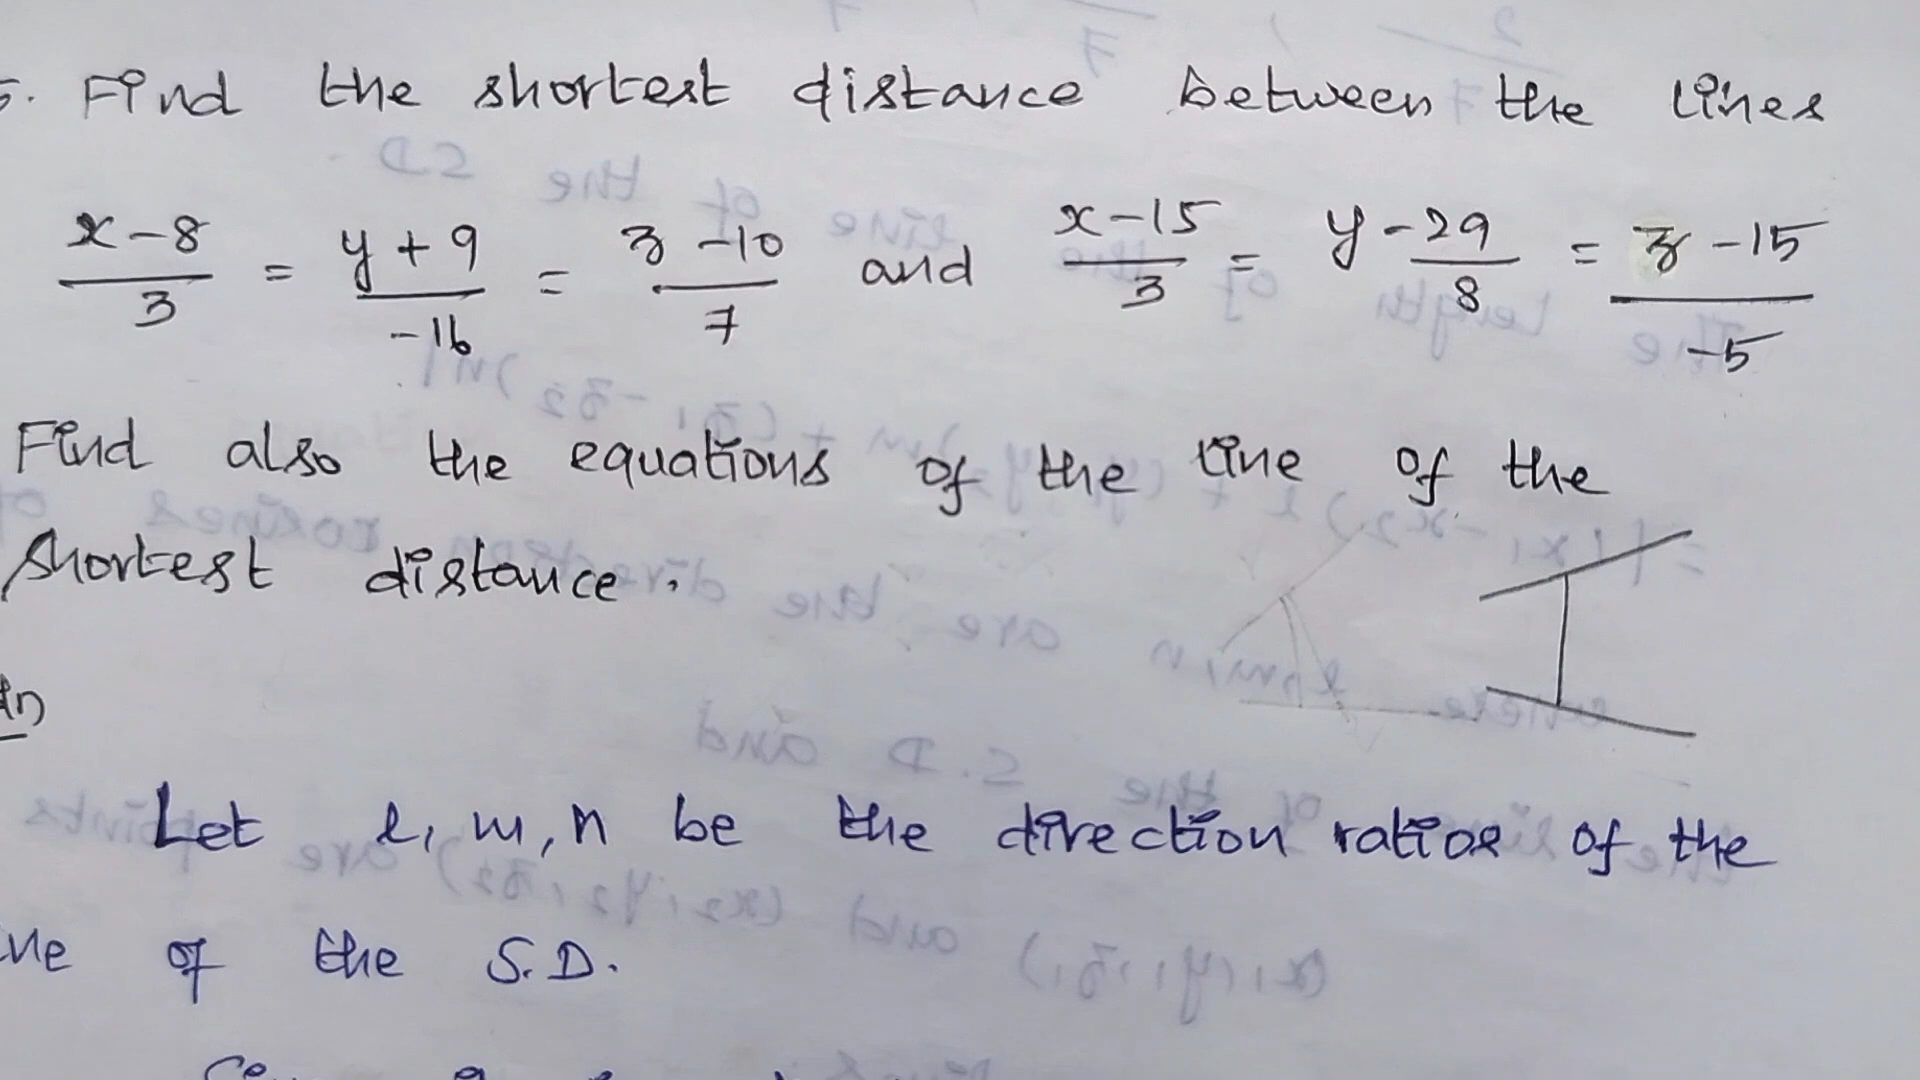 5. Find the shortest distance between the lines
x-8/3 = y+9/-16 = z-10/7 and x-15/3 = y-29/8 = z-15/-5
Find also the equations of the line of the
shortest distance.
Let l, m, n be the direction ratios of the
of the S.D.